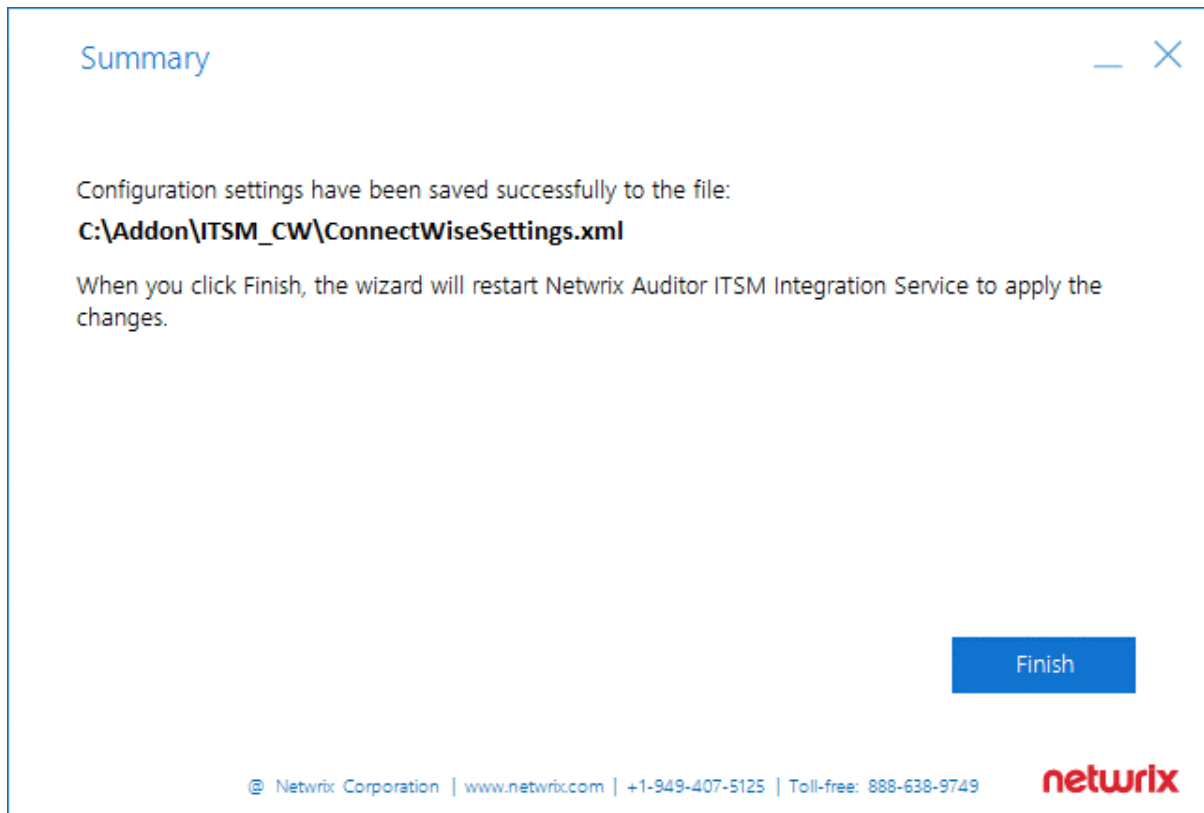 Summary
Configuration settings have been saved successfully to the file:
C:\Addon\ITSM_CW\ConnectWiseSettings.xml
When you click Finish, the wizard will restart Netwrix Auditor ITSM Integration Service to apply the
changes.
Finish
@ Netwrix Corporation | www.netwrix.com | +1-949-407-5125 | Toll-free: 888-638-9749
netwrix